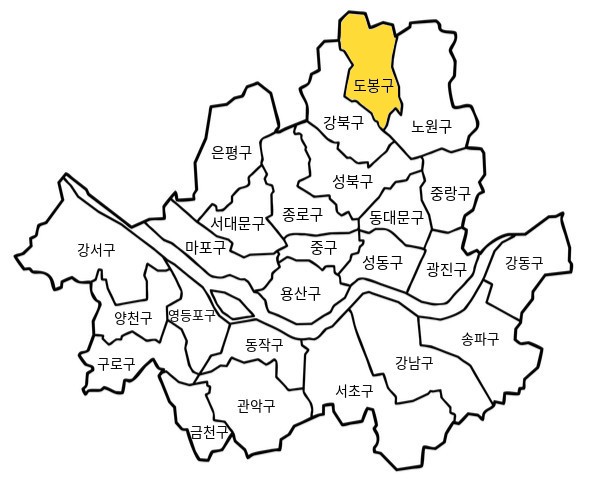 도봉구
강북구
노원구
은평구
성북구
중랑구
종로구
동대문구
서대문구
마포구
중구
강서구
성동구
광진구
강동구
용산구
양천구
영등포구
동작구
송파구
구로구
강남구
서초구
관악구
금천구